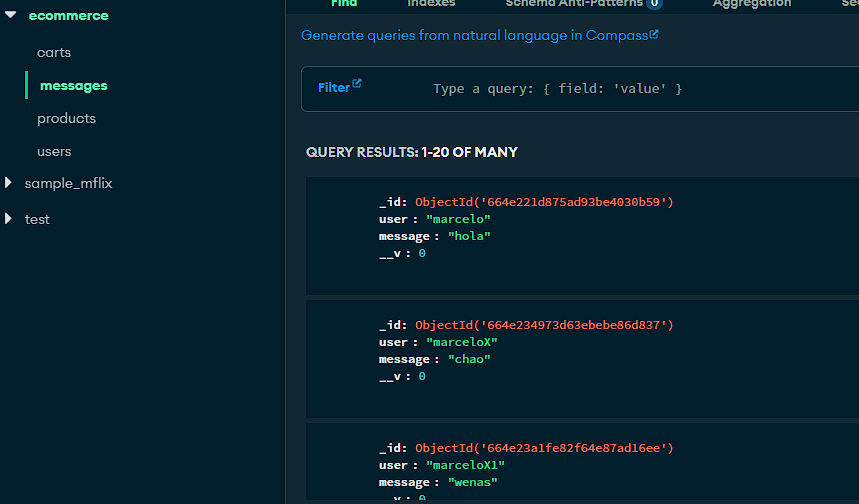 ecommerce
carts
messages
products
users
sample_mflix
test
Find Indexes Schema Anti-Patterns 0 Aggregation
Generate queries from natural language in Compass
Filter Type a query: { field: 'value' }
QUERY RESULTS: 1-20 OF MANY
_id: ObjectId('664e221d875ad93be4030b59')
user : "marcelo"
message : "hola"
__v : 0
_id: ObjectId('664e234973d63ebebe86d837')
user : "marceloX"
message : "chao"
__v : 0
_id: ObjectId('664e23a1fe82f64e87ad16ee')
user : "marceloX1"
message : "wenas"
__v : 0